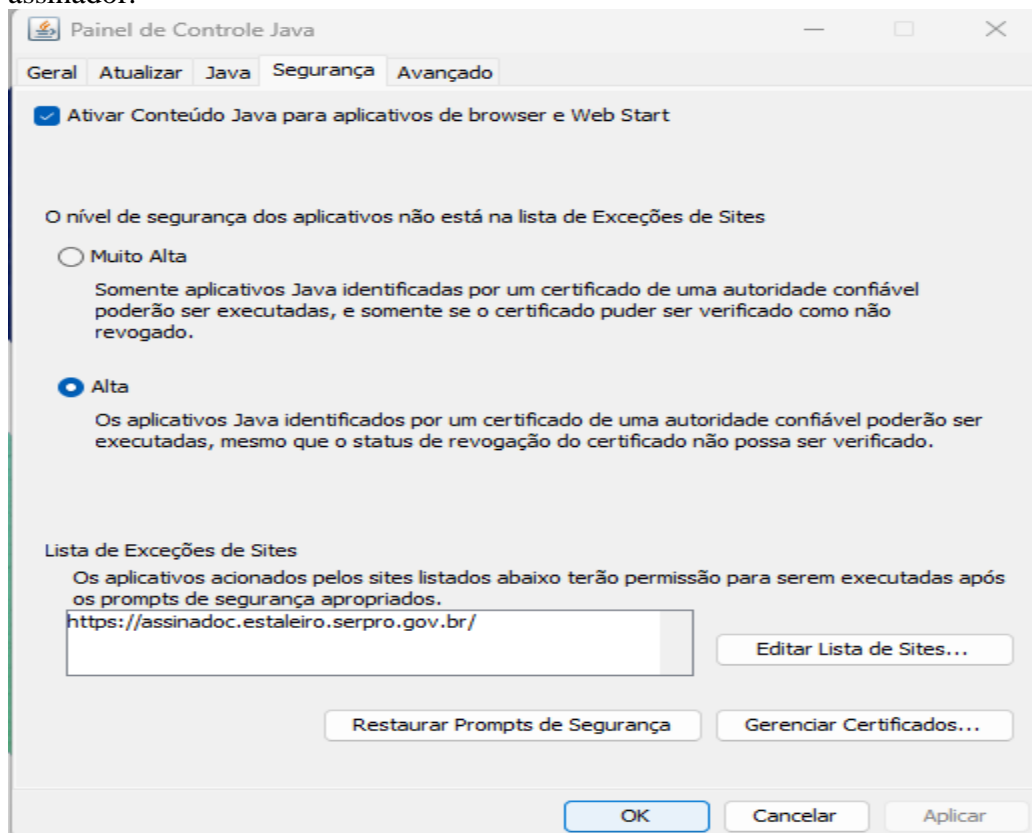 assinador.
Painel de Controle Java
Geral Atualizar Java Segurança Avançado
Ativar Conteúdo Java para aplicativos de browser e Web Start
O nível de segurança dos aplicativos não está na lista de Exceções de Sites
Muito Alta
Somente aplicativos Java identificadas por um certificado de uma autoridade confiável
poderão ser executadas, e somente se o certificado puder ser verificado como não
revogado.
Alta
Os aplicativos Java identificados por um certificado de uma autoridade confiável poderão ser
executadas, mesmo que o status de revogação do certificado não possa ser verificado.
Lista de Exceções de Sites
Os aplicativos acionados pelos sites listados abaixo terão permissão para serem executadas após
os prompts de segurança apropriados.
https://assinadoc.estaleiro.serpro.gov.br/
Editar Lista de Sites...
Restaurar Prompts de Segurança Gerenciar Certificados...
OK Cancelar Aplicar